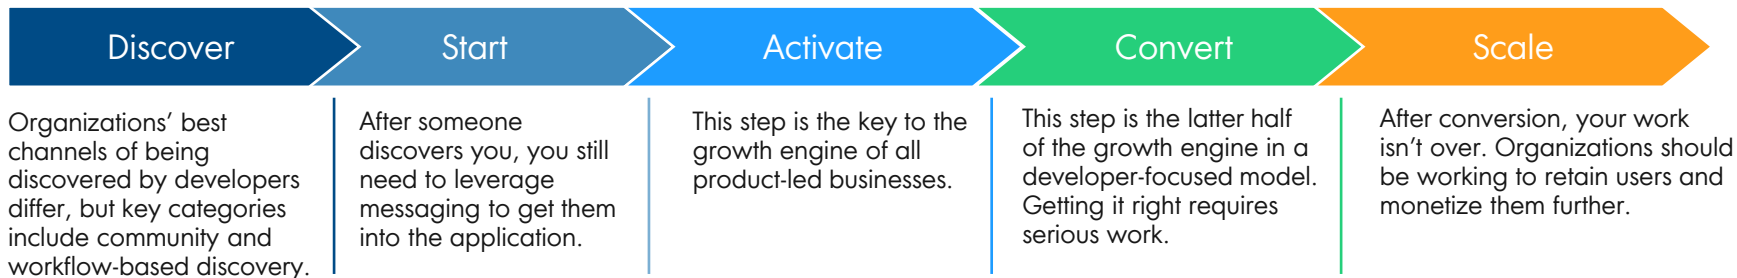 Discover
Start
Activate
Convert
Scale
Organizations’ best
channels of being
discovered by developers
differ, but key categories
include community and
workflow-based discovery.
After someone
discovers you, you still
need to leverage
messaging to get them
into the application.
This step is the key to the
growth engine of all
product-led businesses.
This step is the latter half
of the growth engine in a
developer-focused model.
Getting it right requires
serious work.
After conversion, your work
isn’t over. Organizations should
be working to retain users and
monetize them further.